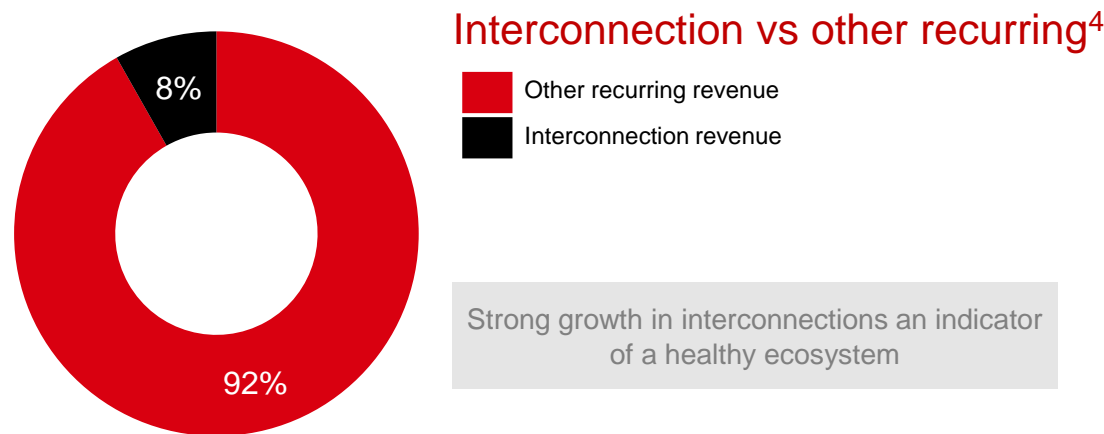 Interconnection vs other recurring4
Other recurring revenue
Interconnection revenue
8%
92%
Strong growth in interconnections an indicator
of a healthy ecosystem